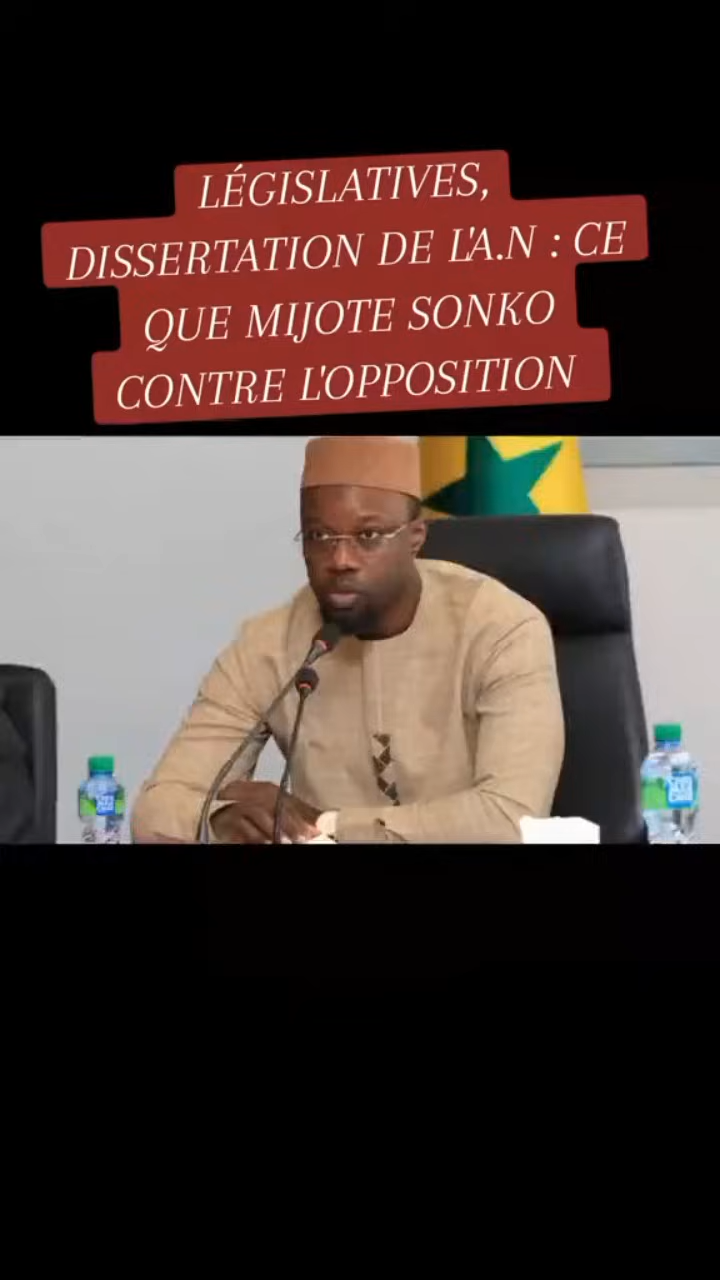 LÉGISLATIVES,
DISSERTATION DE L'A.N : CE
QUE MIJOTE SONKO
CONTRE L'OPPOSITION